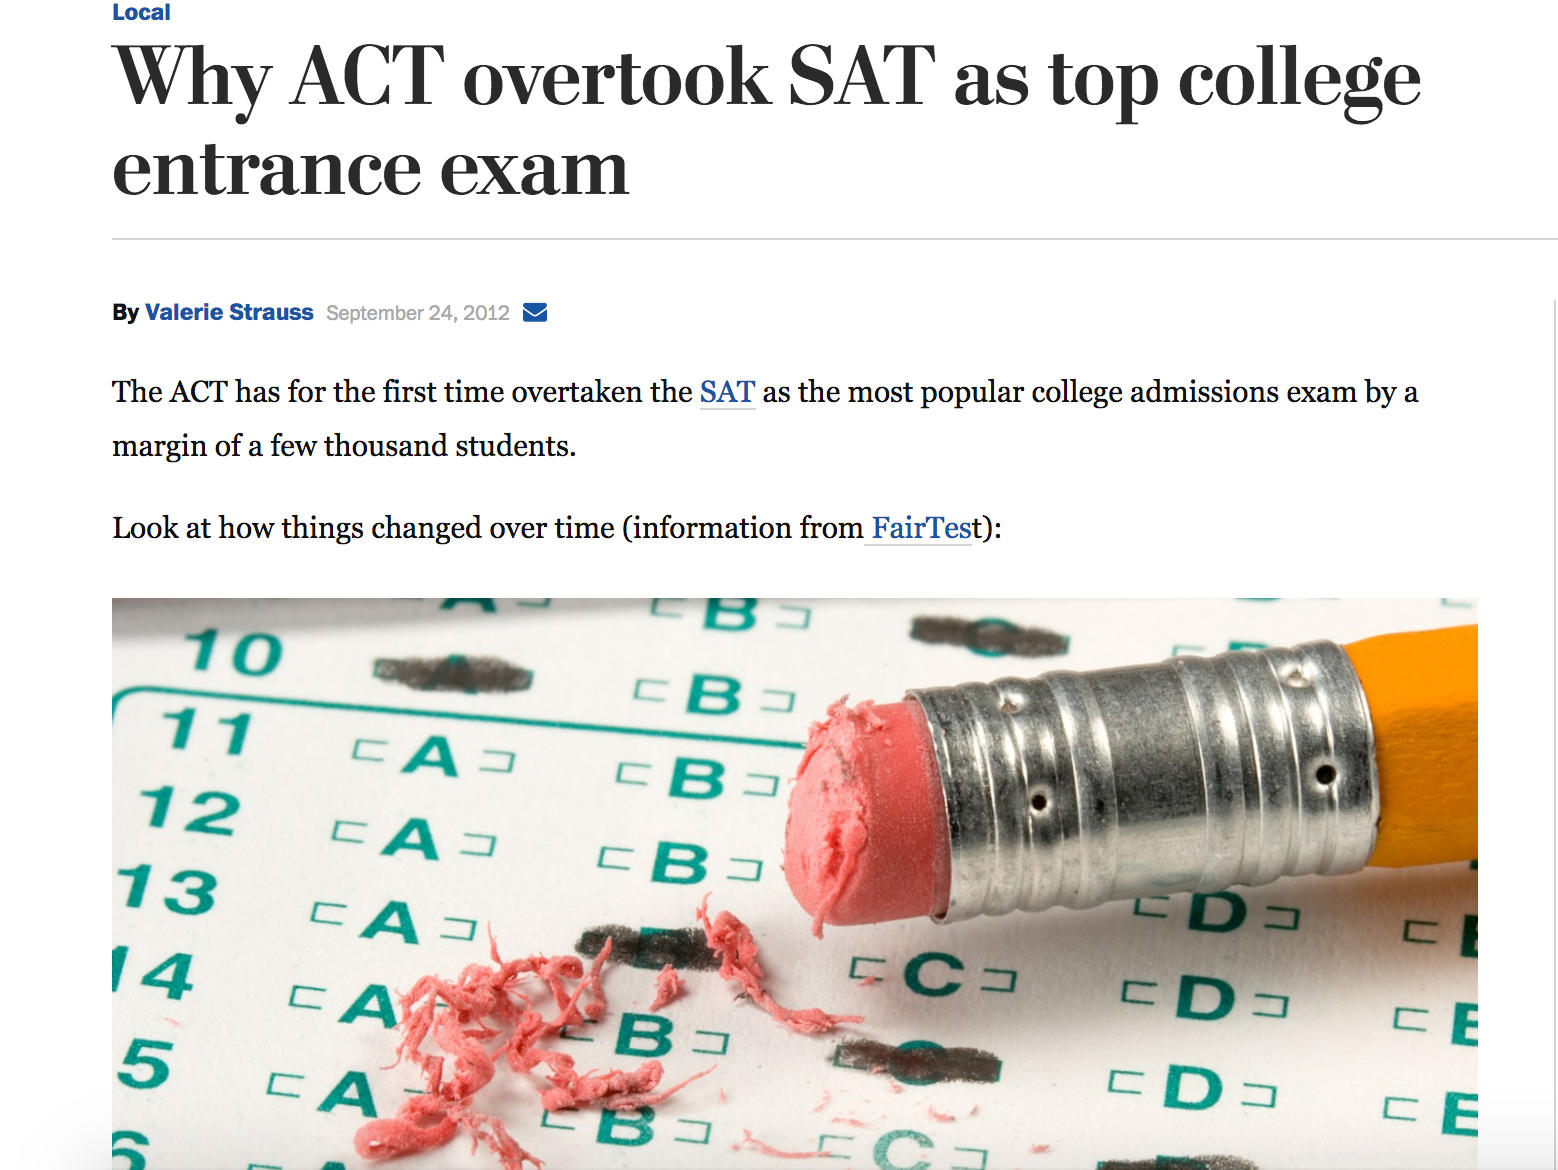 Local
Why ACT overtook SAT as top college
entrance exam
By Valerie Strauss September 24, 2012
The ACT has for the first time overtaken the SAT as the most popular college admissions exam by a
margin of a few thousand students.
Look at how things changed over time (information from FairTest):
A B
10 A B
11 A B
12 A B D
13 A C D E
14 A B D E
5 A B C D E
6